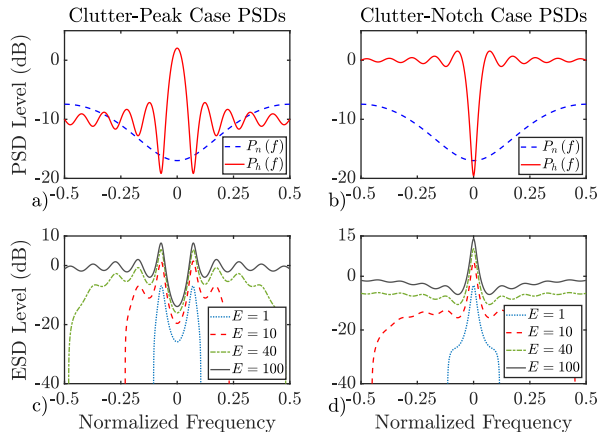 Clutter-Peak Case PSDs
Clutter-Notch Case PSDs
PSD Level (dB)
0
-10
-20
-0.5 -0.25 0 0.25 0.5
a)
P_n(f)
P_h(f)
0
-10
-20
-0.5 -0.25 0 0.25 0.5
b)
P_n(f)
P_h(f)
ESD Level (dB)
10
0
-20
-40
-0.5 -0.25 0 0.25 0.5
c)
E = 1
E = 10
E = 40
E = 100
Normalized Frequency
15
0
-20
-40
-0.5 -0.25 0 0.25 0.5
d)
E = 1
E = 10
E = 40
E = 100
Normalized Frequency